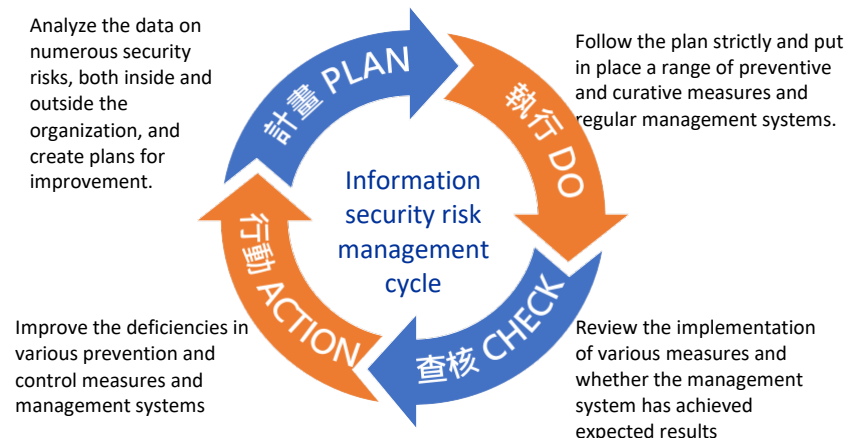 Analyze the data on
numerous security
risks, both inside and
outside the
organization, and
create plans for
improvement.
計畫 PLAN
Follow the plan strictly and put
in place a range of preventive
and curative measures and
regular management systems.
執行 DO
Information
security risk
management
cycle
行動 ACTION
Improve the deficiencies in
various prevention and
control measures and
management systems
查核 CHECK
Review the implementation
of various measures and
whether the management
system has achieved
expected results